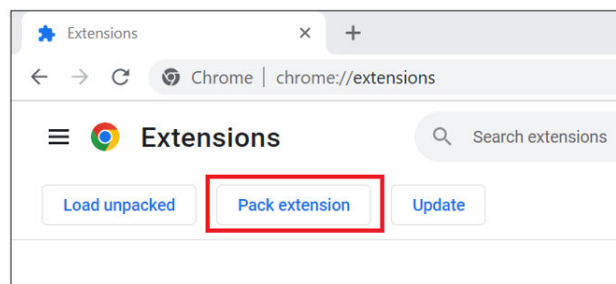 Extensions
Chrome | chrome://extensions
Extensions Search extensions
Load unpacked Pack extension Update